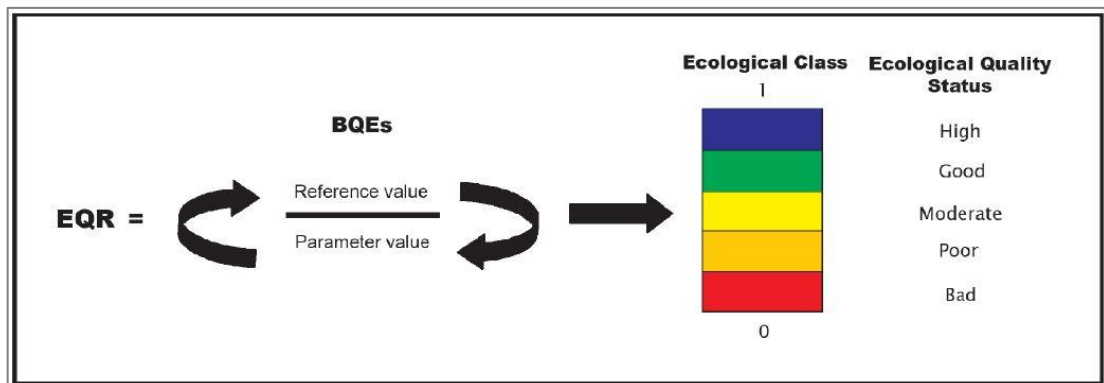 BQEs
EQR =
Reference value
Parameter value
Ecological Class
1
0
Ecological Quality
Status
High
Good
Moderate
Poor
Bad